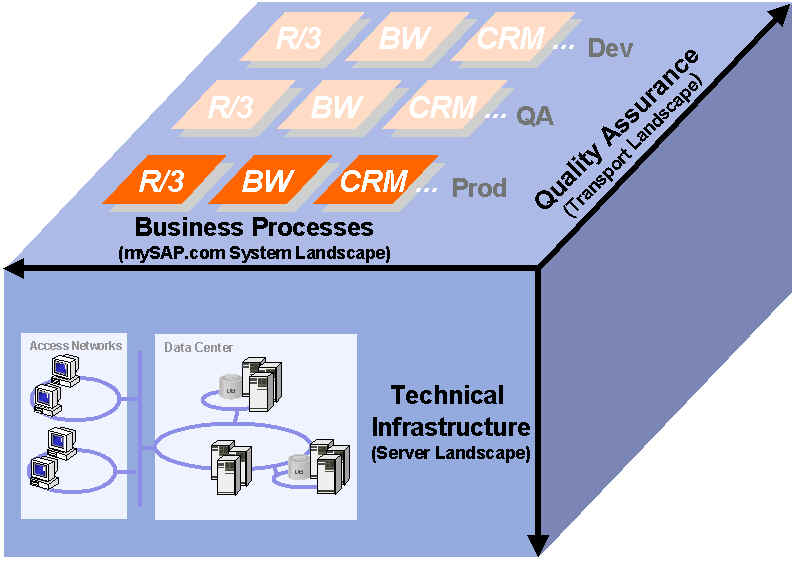 R/3 BW CRM ... Dev
R/3 BW CRM ... QA
R/3 BW CRM ... Prod
Quality Assurance
(Transport Landscape)
Business Processes
(mySAP.com System Landscape)
Access Networks
Data Center
Technical
Infrastructure
(Server Landscape)